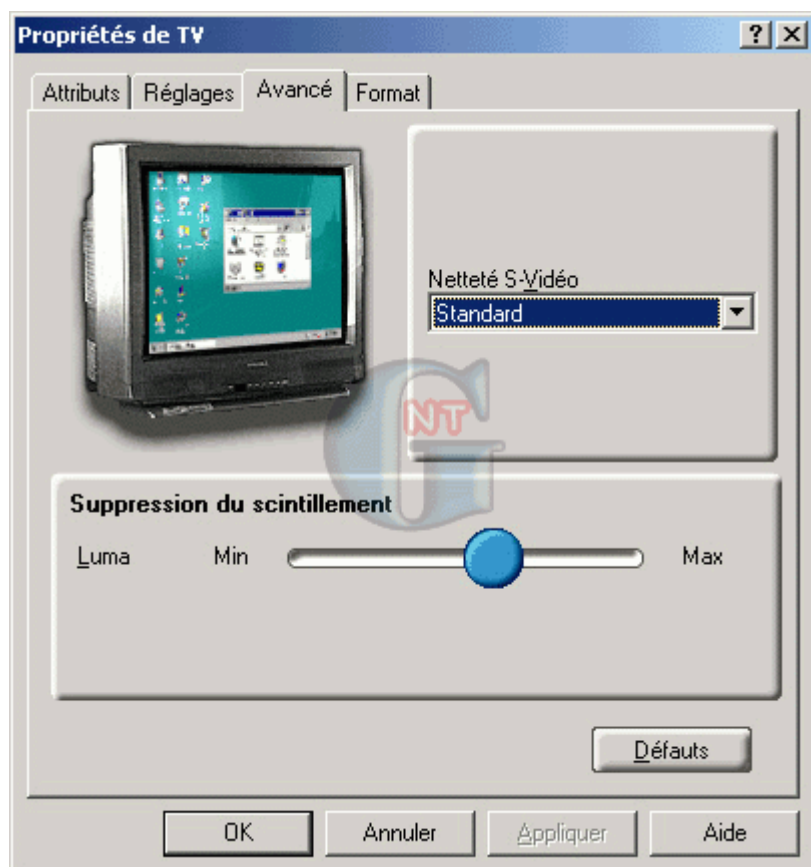 Propriétés de TV
Attributs Réglages Avancé Format
Netteté S-Vidéo
Standard
GNT
Suppression du scintillement
Luma Min Max
Défauts
OK Annuler Appliquer Aide